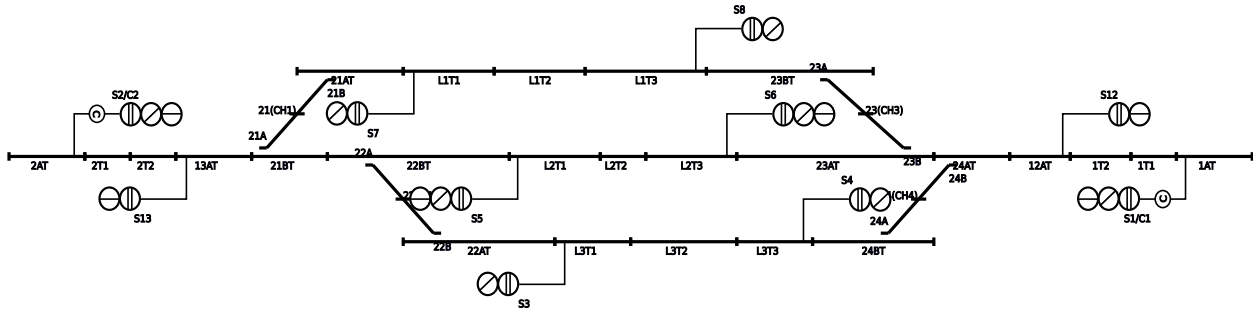 S8
23A
21AT
L1T1
L1T2
L1T3
23BT
S2/C2
21B
S6
S12
C
21(CH1)
23(CH3)
21A
S7
22A
23B
2AT
2T1
2T2
13AT
21BT
22BT
L2T1
L2T2
L2T3
23AT
24AT
12AT
1T2
1T1
1AT
24B
S4
(CH4)
C
S13
S5
S1/C1
24A
22B
22AT
L3T1
L3T2
L3T3
24BT
S3